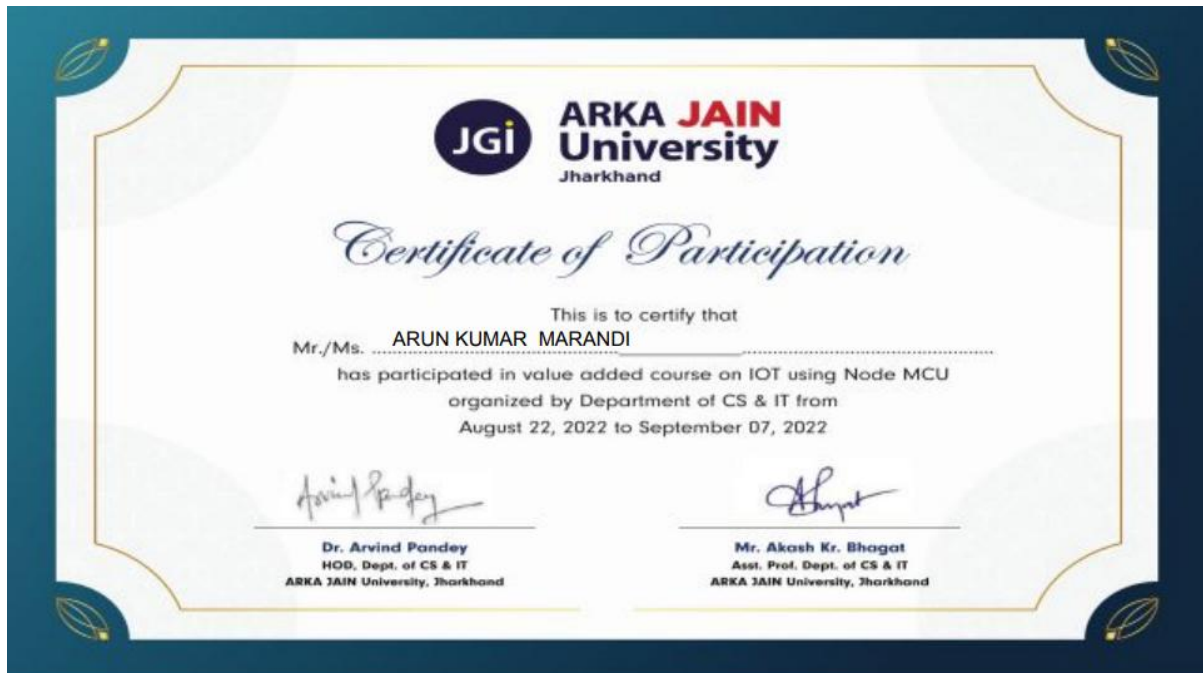 JGi
ARKA JAIN
University
Jharkhand
Certificate of Participation
This is to certify that
Mr./Ms. ARUN KUMAR MARANDI
has participated in value added course on IOT using Node MCU
organized by Department of CS & IT from
August 22, 2022 to September 07, 2022
Arvind Pandey
Dr. Arvind Pandey
HOD, Dept. of CS & IT
ARKA JAIN University, Jharkhand
Mr. Akash Kr. Bhagat
Asst. Prof. Dept. of CS & IT
ARKA JAIN University, Jharkhand